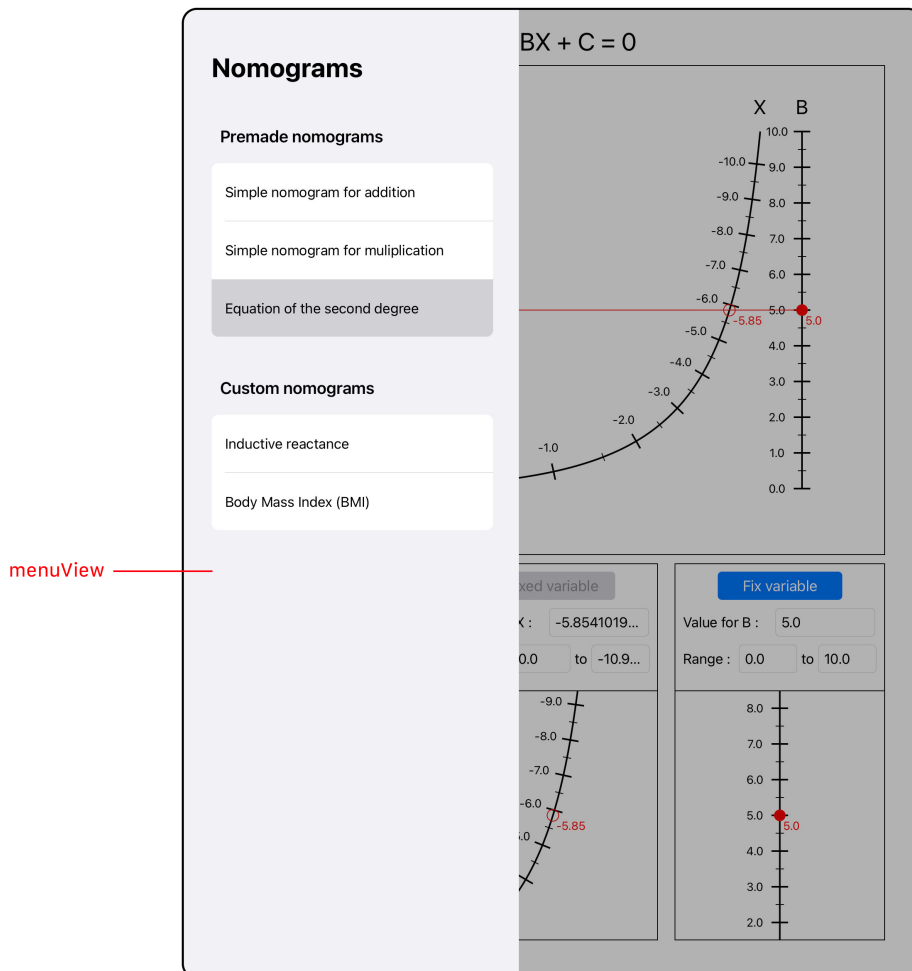 BX + C = 0
Nomograms
Premade nomograms
Simple nomogram for addition
Simple nomogram for muliplication
Equation of the second degree
Custom nomograms
Inductive reactance
Body Mass Index (BMI)
menuView
X B
10.0
-10.0 9.0
-9.0 8.0
-8.0 7.0
-7.0 6.0
-6.0 5.0
-5.85 5.0
-5.0 4.0
-4.0 3.0
-3.0 2.0
-2.0 1.0
-1.0 0.0
xed variable
X : -5.8541019...
0.0 to -10.9...
Fix variable
Value for B : 5.0
Range : 0.0 to 10.0
-9.0
-8.0
-7.0
-6.0
-5.85
.0
8.0
7.0
6.0
5.0
5.0
4.0
3.0
2.0